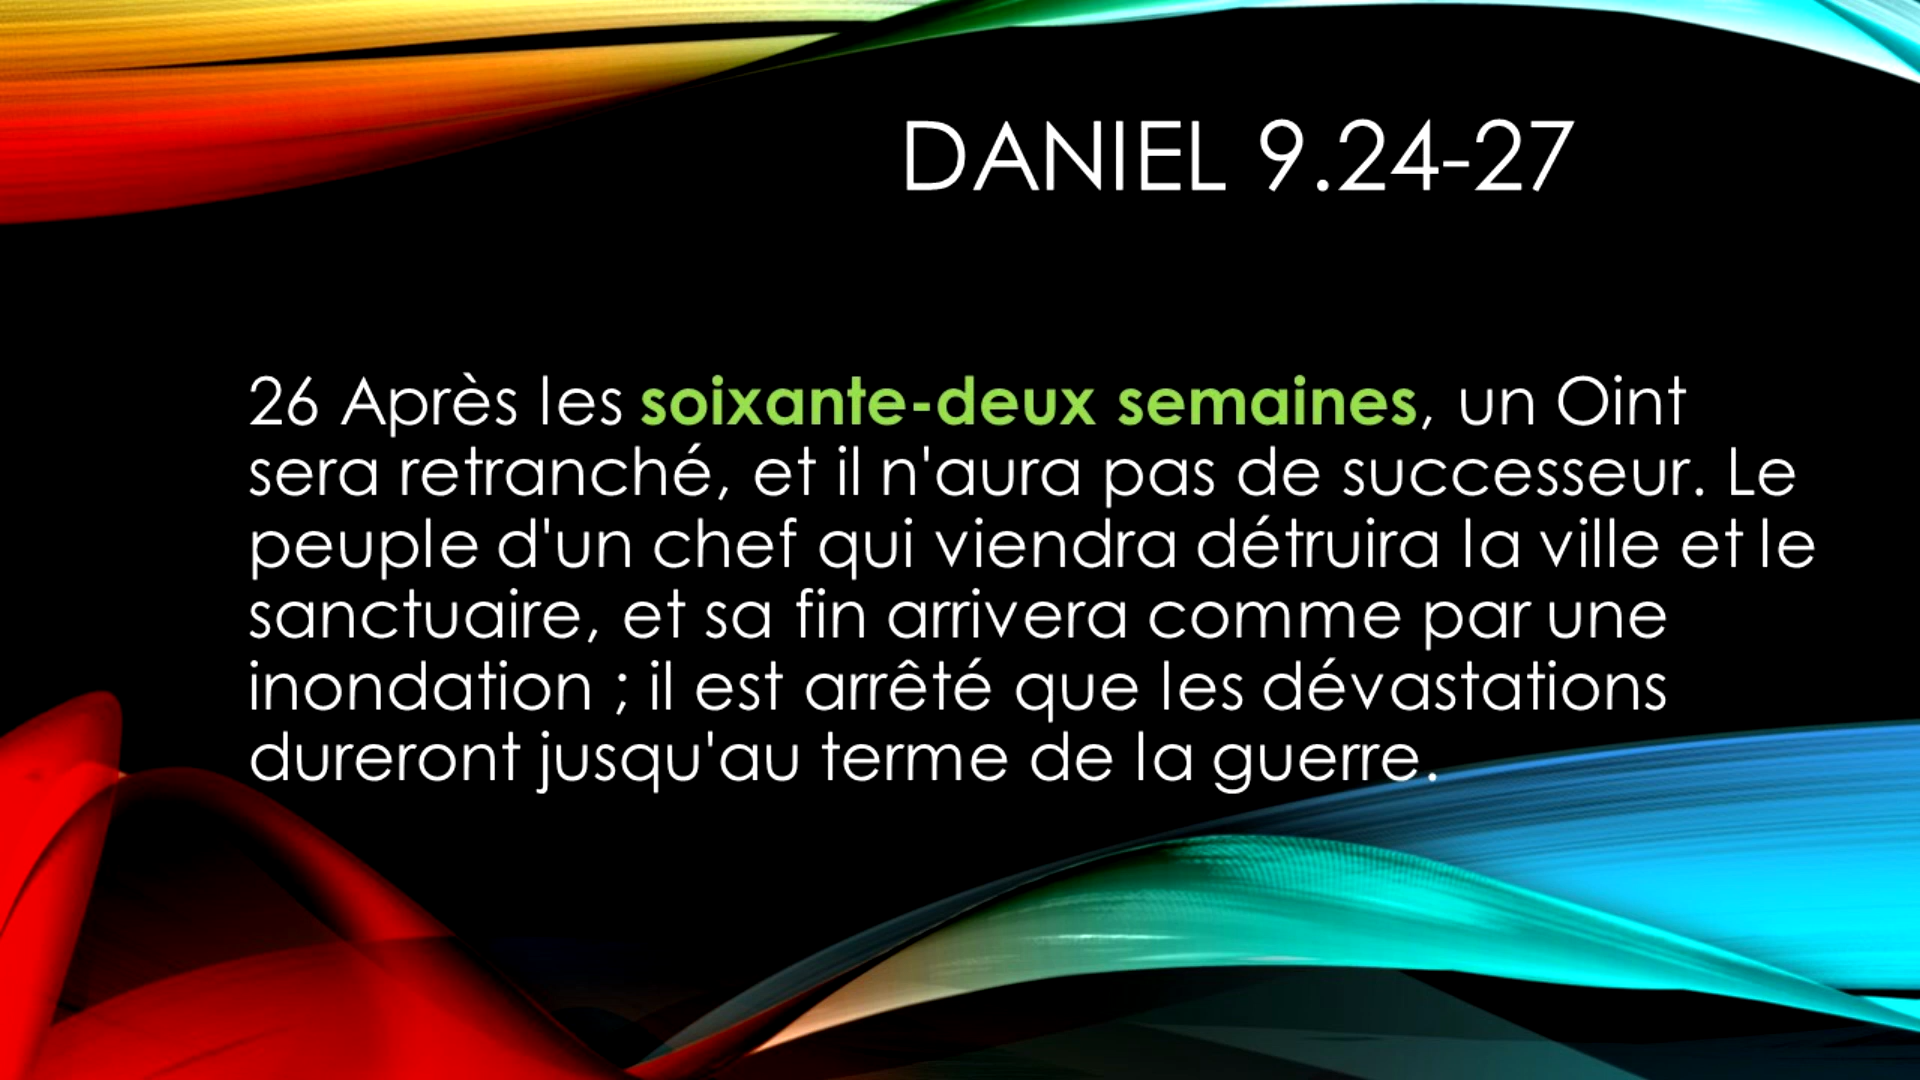 DANIEL 9.24-27
26 Après les soixante-deux semaines, un Oint
sera retranché, et il n'aura pas de successeur. Le
peuple d'un chef qui viendra détruira la ville et le
sanctuaire, et sa fin arrivera comme par une
inondation ; il est arrêté que les dévastations
dureront jusqu'au terme de la guerre.